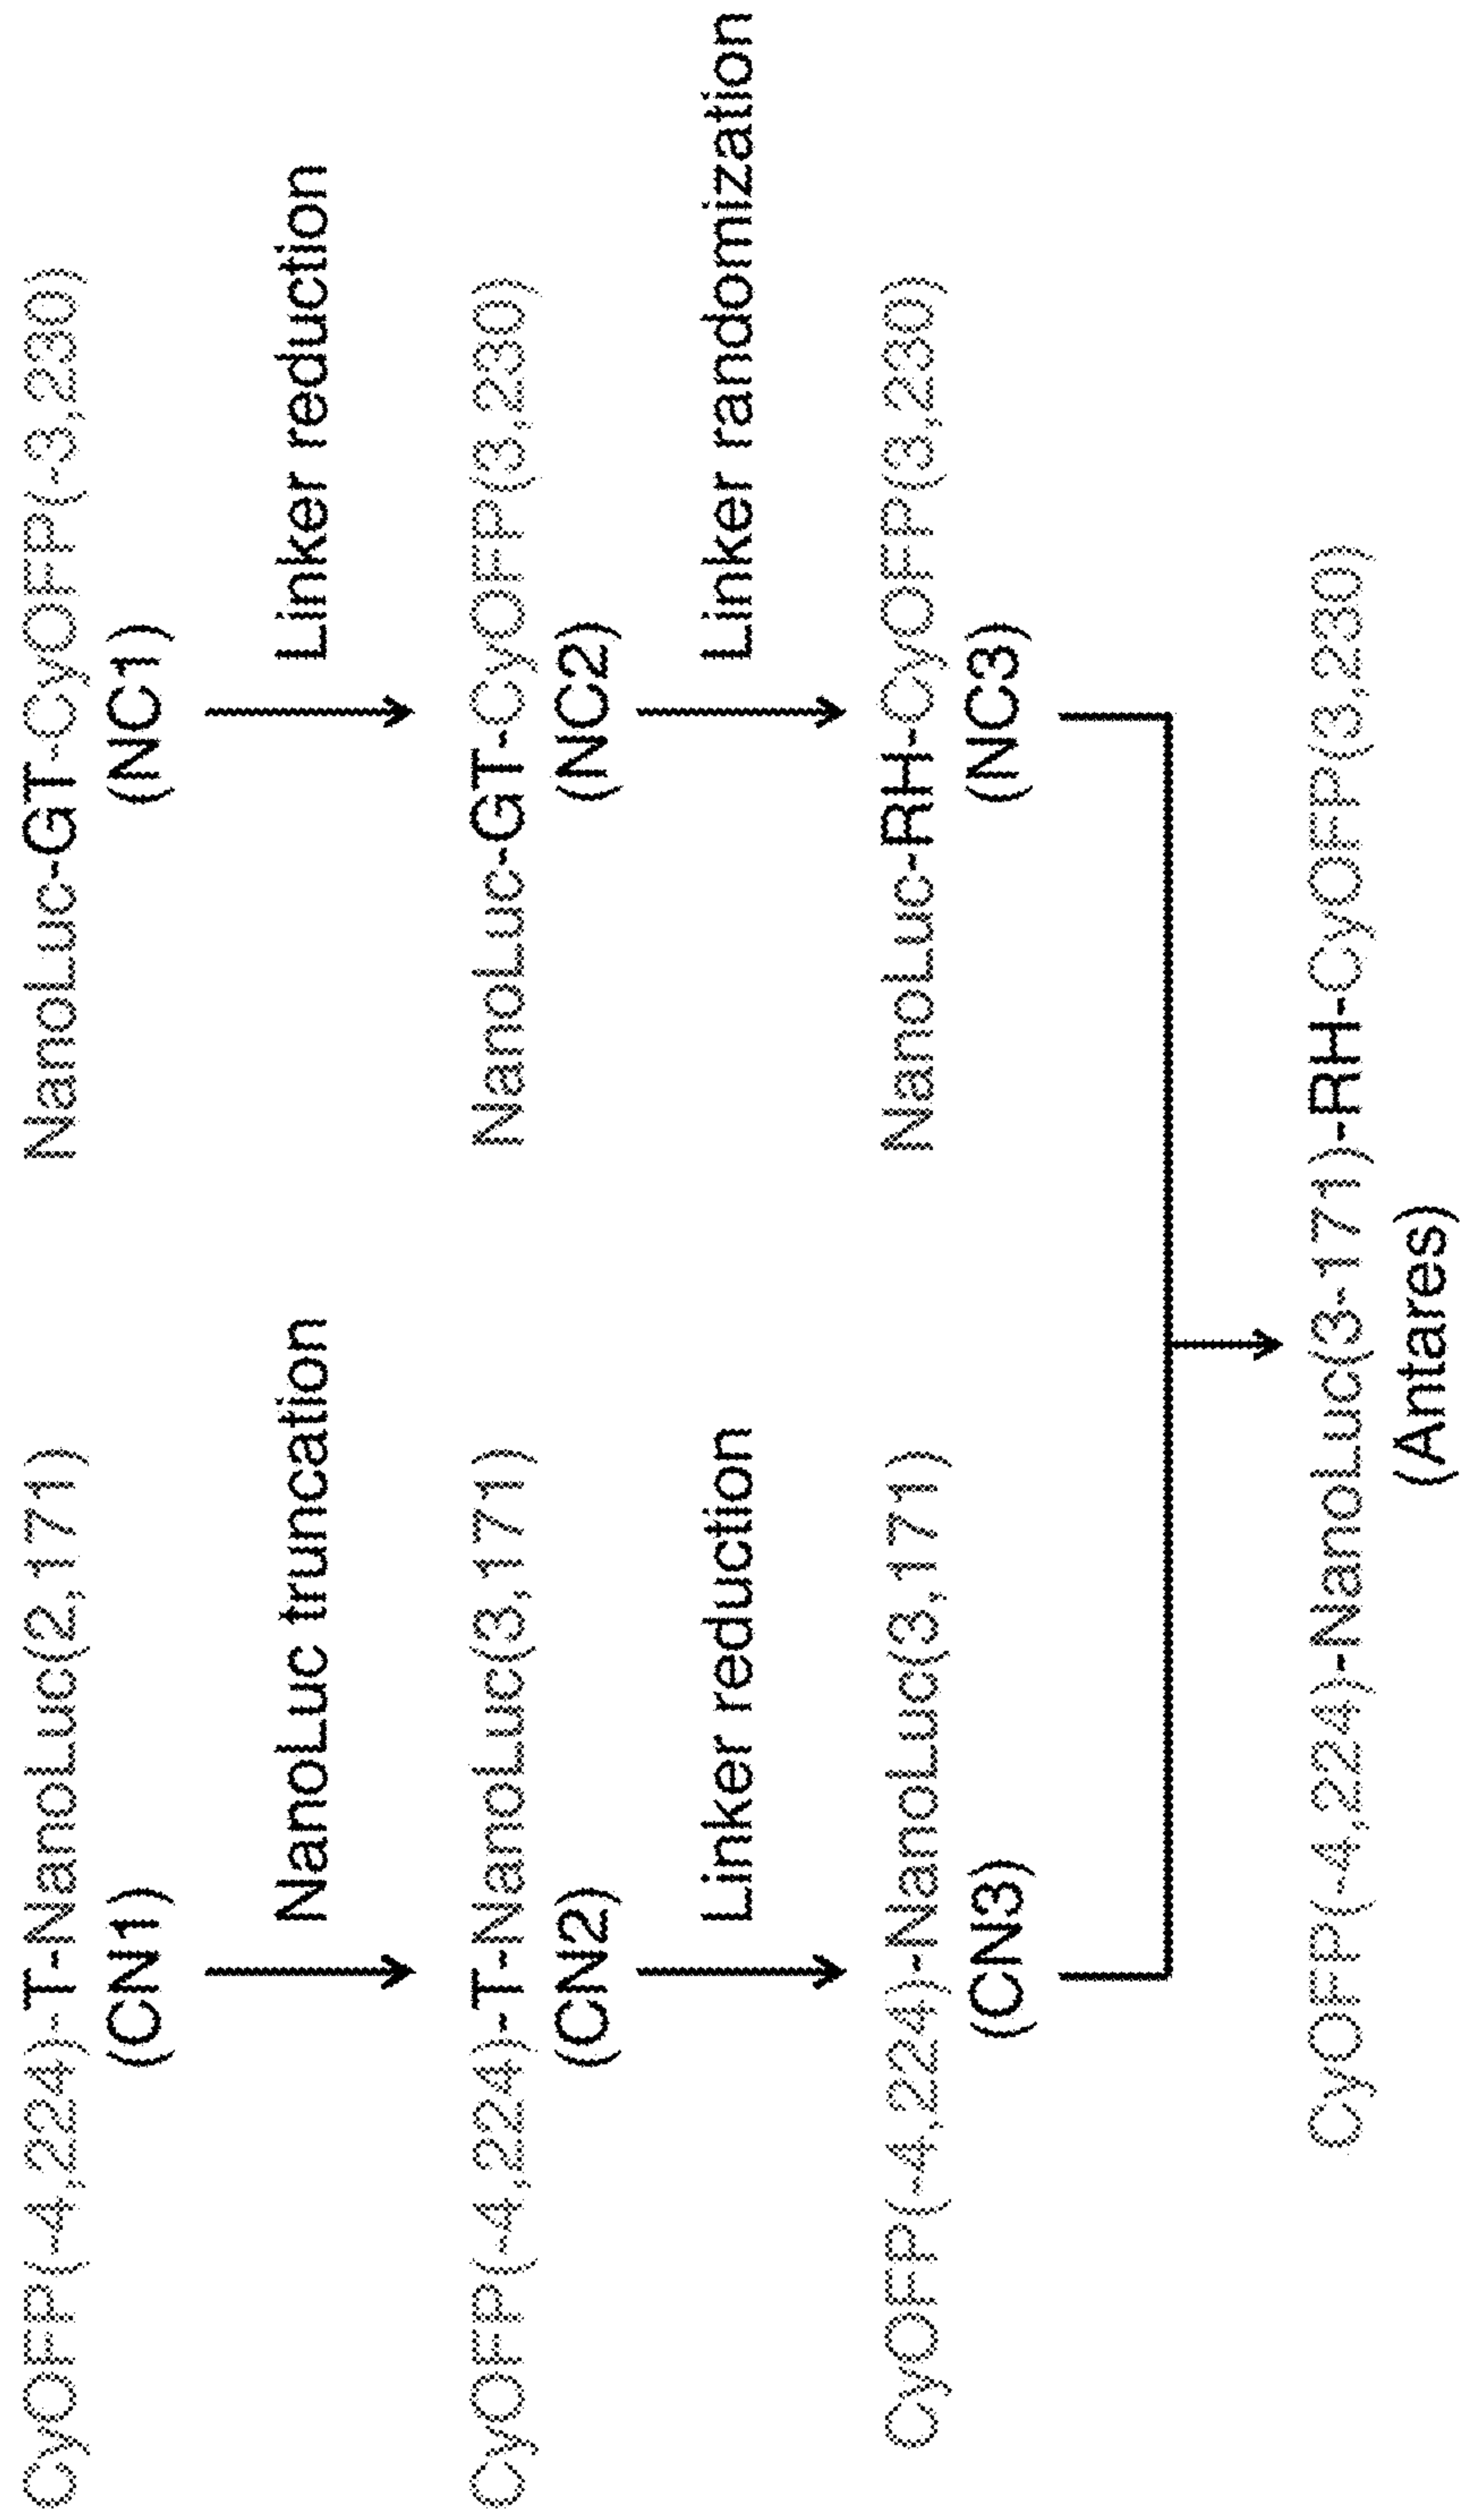 CyOFP(-4,224)-T-NanoLuc(2,171)
(CN1)
NanoLuc truncation
CyOFP(-4,224)-T-NanoLuc(3,171)
(CN2)
Linker reduction
CyOFP(-4,224)-NanoLuc(3,171)
(CN3)
NanoLuc-GT-CyOFP(-3,230)
(NC1)
Linker reduction
NanoLuc-GT-CyOFP(3,230)
(NC2)
Linker randomization
NanoLuc-RH-CyOFP(3,230)
(NC3)
CyOFP(-4,224)-NanoLuc(3-171)-RH-CyOFP(3,230)
(Antares)